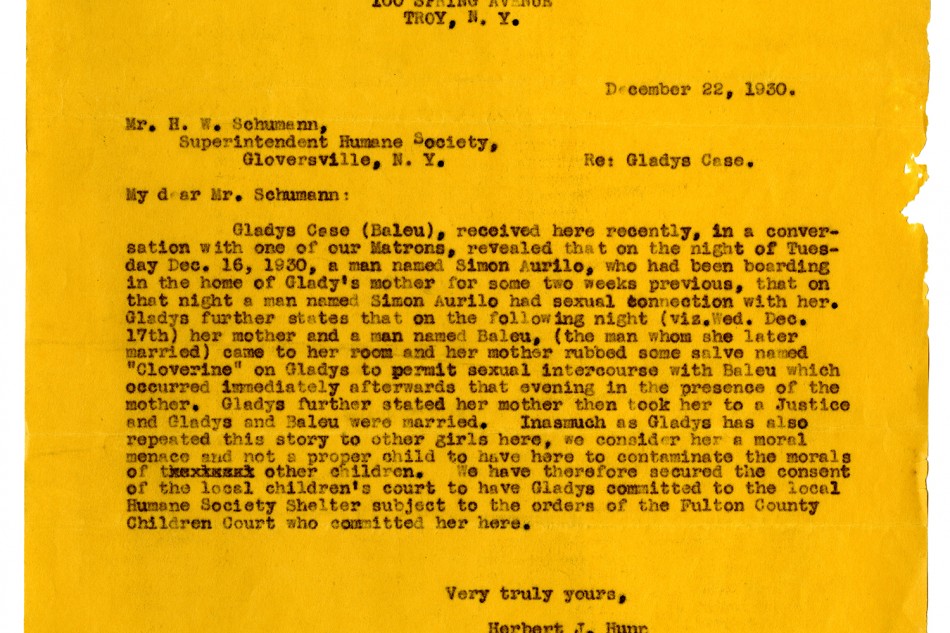 100 SPRING AVENUE
TROY, N. Y.
December 22, 1930.
Mr. H. W. Schumann,
Superintendent Humane Society,
Gloversville, N. Y.
Re: Gladys Case.
My dear Mr. Schumann:
Gladys Case (Baleu), received here recently, in a conver-
sation with one of our Matrons, revealed that on the night of Tues-
day Dec. 16, 1930, a man named Simon Aurilo, who had been boarding
in the home of Glady's mother for some two weeks previous, that on
that night a man named Simon Aurilo had sexual connection with her.
Gladys further states that on the following night (viz.Wed. Dec.
17th) her mother and a man named Baleu, (the man whom she later
married) came to her room and her mother rubbed some salve named
"Cloverine" on Gladys to permit sexual intercourse with Baleu which
occurred immediately afterwards that evening in the presence of the
mother. Gladys further stated her mother then took her to a Justice
and Gladys and Baleu were married. Inasmuch as Gladys has also
repeated this story to other girls here, we consider her a moral
menace and not a proper child to have here to contaminate the morals
of other children. We have therefore secured the consent
of the local children's court to have Gladys committed to the local
Humane Society Shelter subject to the orders of the Fulton County
Children Court who committed her here.
Very truly yours,
Herbert J. Hunn